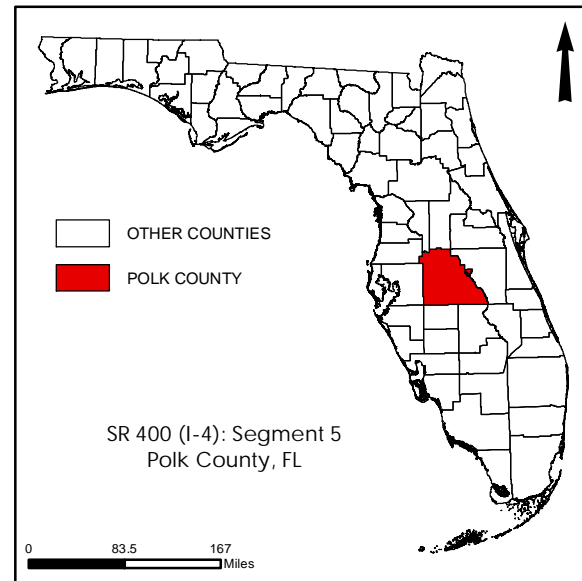 OTHER COUNTIES
POLK COUNTY
SR 400 (I-4): Segment 5
Polk County, FL
0 83.5 167
Miles